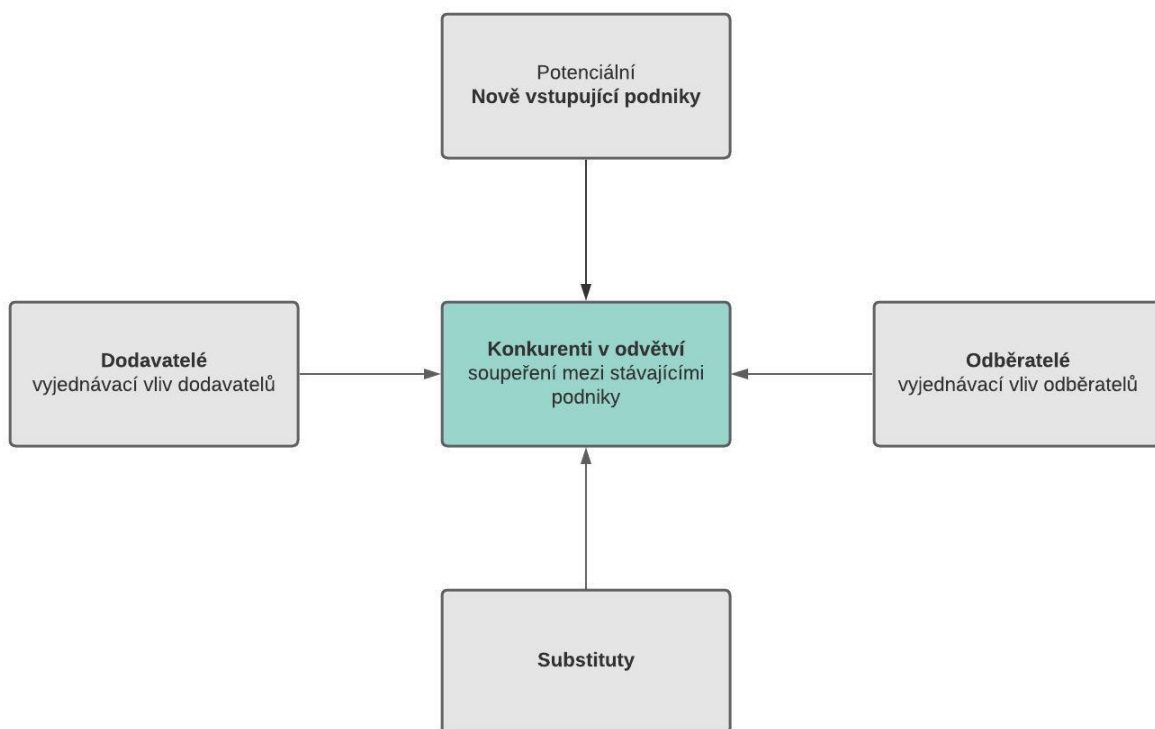 Potenciální
Nově vstupující podniky
Dodavatelé
vyjednávací vliv dodavatelů
Konkurenti v odvětví
soupeření mezi stávajícími
podniky
Odběratelé
vyjednávací vliv odběratelů
Substituty